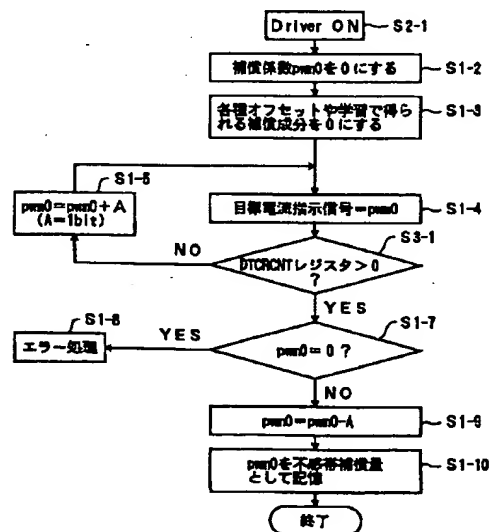 Driver ON
S2-1
補償係数pwm0を0にする
S1-2
各種オフセットや学習で得ら
れる補償成分を0にする
S1-3
S1-5
pwm0=pwm0+A
(A=1bit)
目標電流指示信号=pwm0
S1-4
S3-1
NO
DTCRCNTレジスタ>0
?
YES
S1-8
エラー処理
YES
S1-7
pwm0=0 ?
NO
pwm0=pwm0-A
S1-9
pwm0を不感帯補償量
として記憶
S1-10
終了